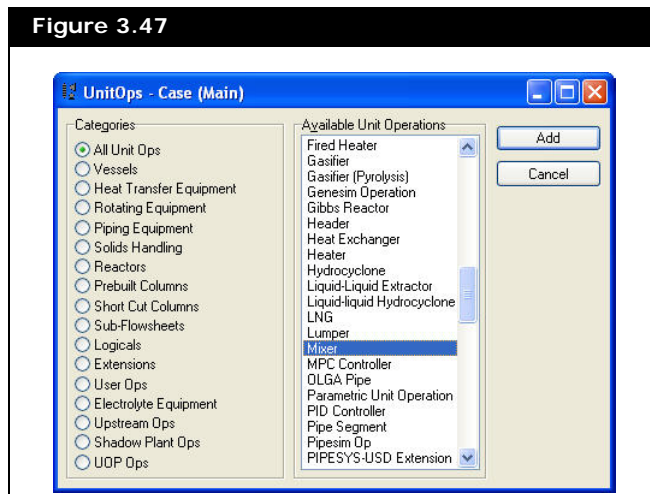 Figure 3.47
UnitOps - Case (Main)
Categories
All Unit Ops
Vessels
Heat Transfer Equipment
Rotating Equipment
Piping Equipment
Solids Handling
Reactors
Prebuilt Columns
Short Cut Columns
Sub-Flowsheets
Logicals
Extensions
User Ops
Electrolyte Equipment
Upstream Ops
Shadow Plant Ops
UOP Ops
Available Unit Operations
Fired Heater
Gasifier
Gasifier (Pyrolysis)
Genesim Operation
Gibbs Reactor
Header
Heat Exchanger
Heater
Hydrocyclone
Liquid-Liquid Extractor
Liquid-liquid Hydrocyclone
LNG
Lumper
Mixer
MPC Controller
OLGA Pipe
Parametric Unit Operation
PID Controller
Pipe Segment
Pipesim Op
PIPESYS-USD Extension
Add
Cancel